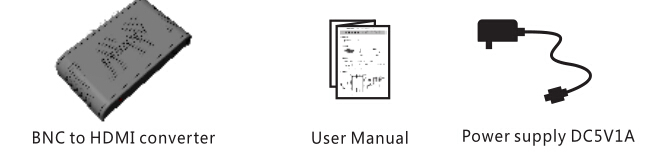 BNC to HDMI converter
User Manual
Power supply DC5V1A